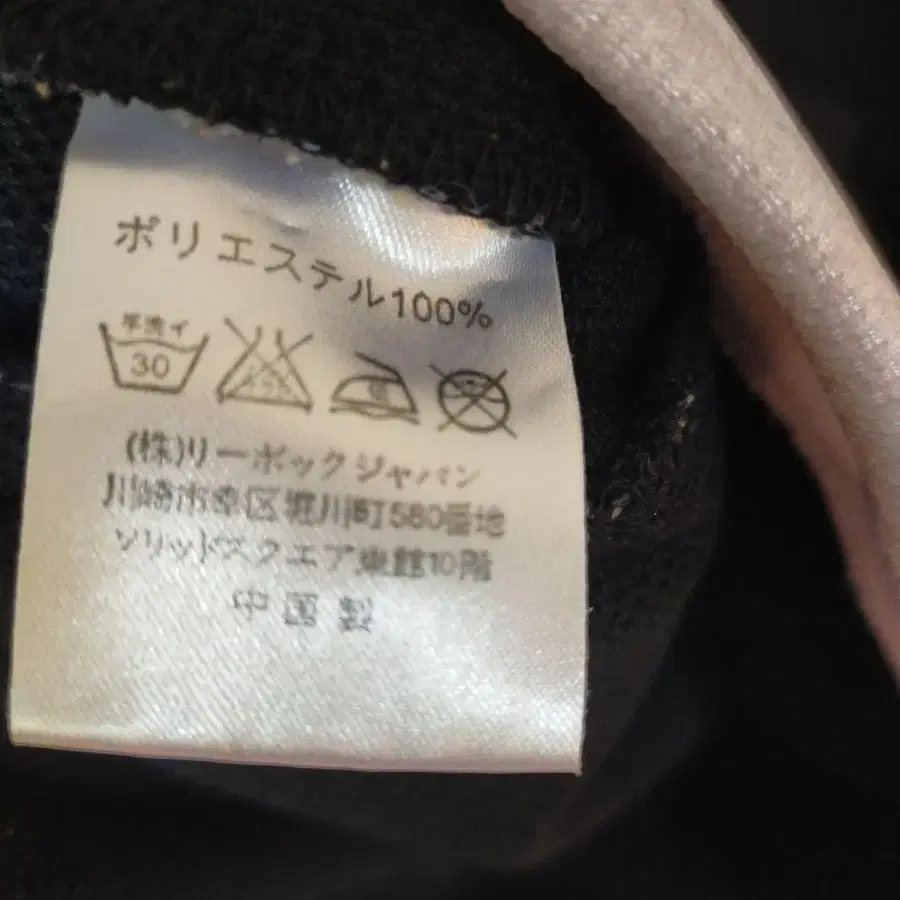 ポリエステル100%
手洗イ
30
(株)リーボックジャパン
川崎市幸区堀川町580番地
ソリッドスクエア東館10階
中国製